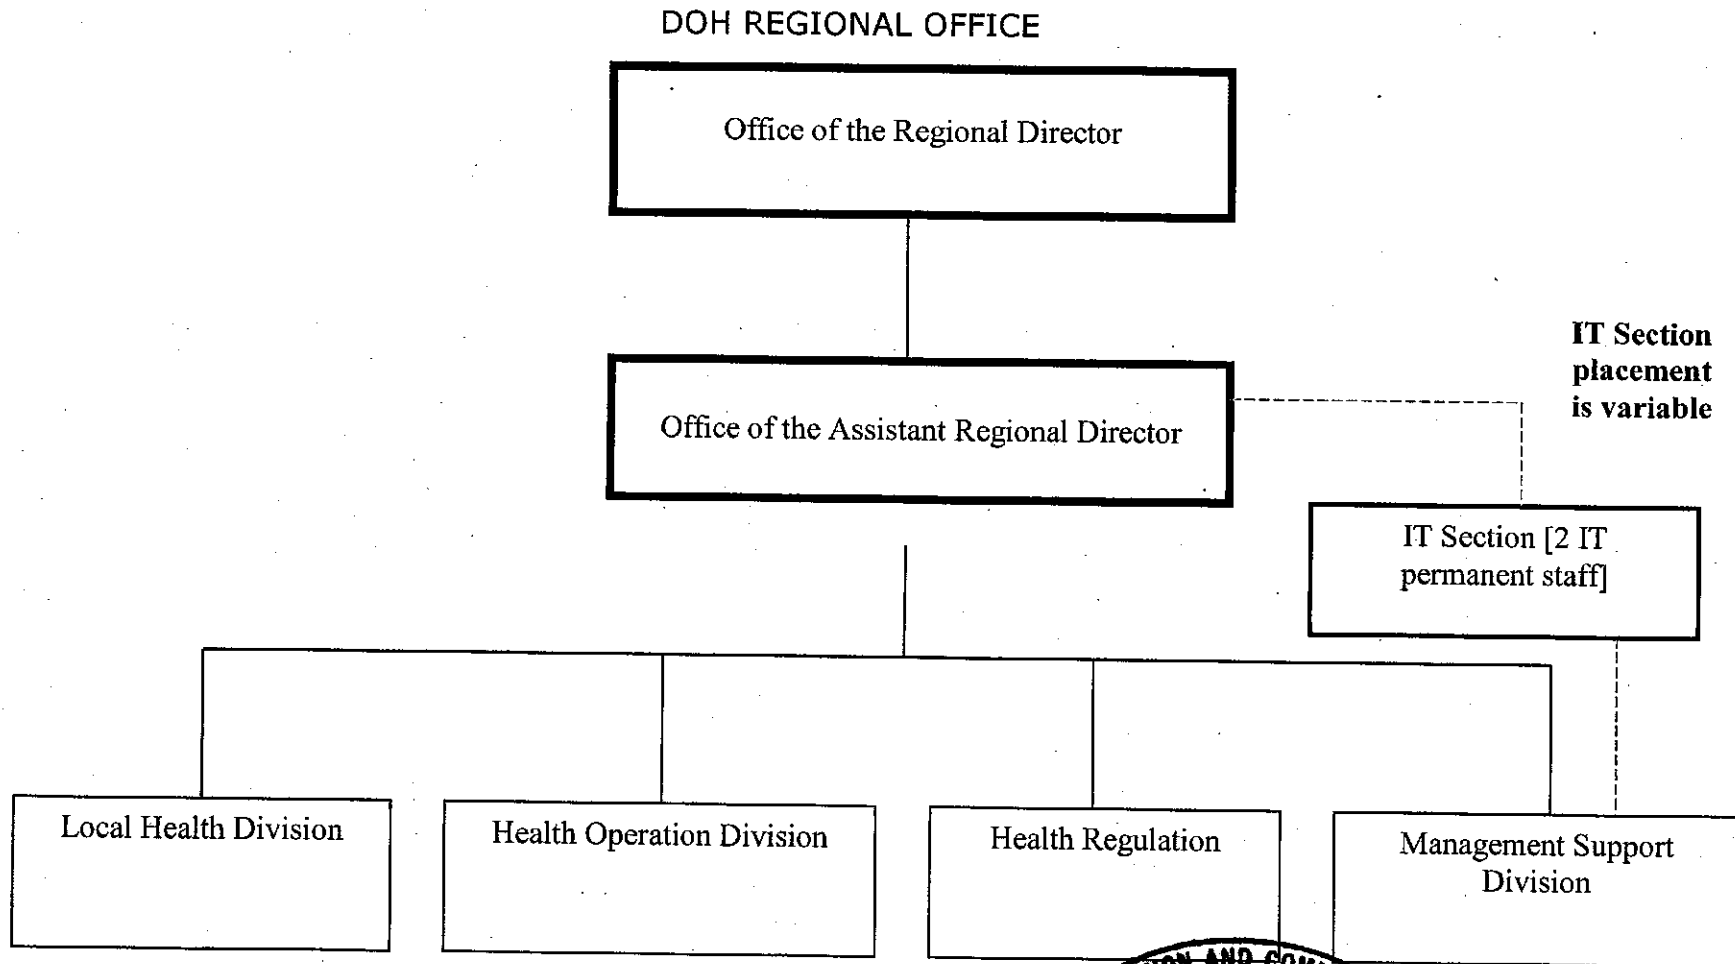 DOH REGIONAL OFFICE
Office of the Regional Director
IT Section
placement
is variable
Office of the Assistant Regional Director
IT Section [2 IT
permanent staff]
Local Health Division
Health Operation Division
Health Regulation
Management Support
Division
AND